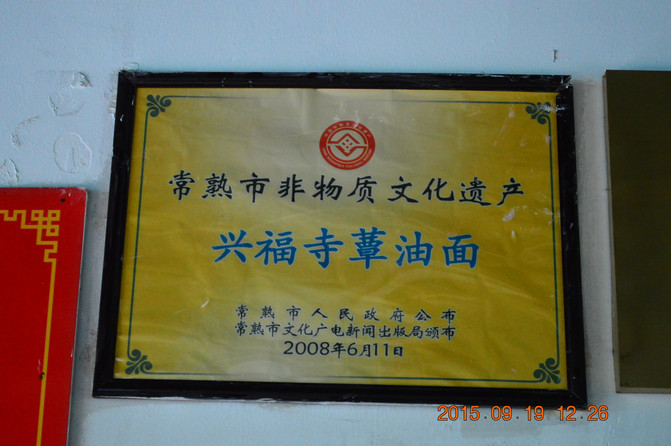 常熟市非物质文化遗产
兴福寺蕈油面
常熟市人民政府公布
常熟市文化广电新闻出版局颁布
2008年6月11日
2015.09.19 12:26